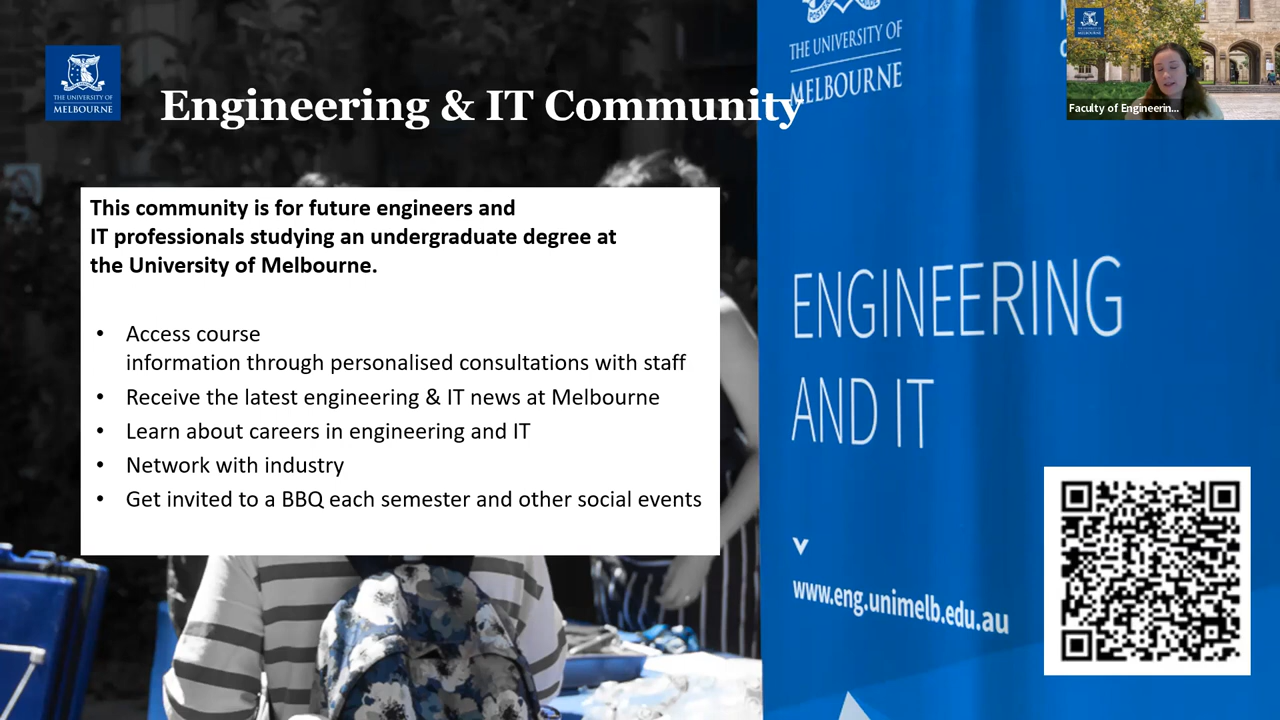 THE UNIVERSITY OF
MELBOURNE
Engineering & IT Community
This community is for future engineers and
IT professionals studying an undergraduate degree at
the University of Melbourne.
• Access course
information through personalised consultations with staff
• Receive the latest engineering & IT news at Melbourne
• Learn about careers in engineering and IT
• Network with industry
• Get invited to a BBQ each semester and other social events
THE UNIVERSITY OF
MELBOURNE
ENGINEERING
AND IT
www.eng.unimelb.edu.au
Faculty of Engineerin...